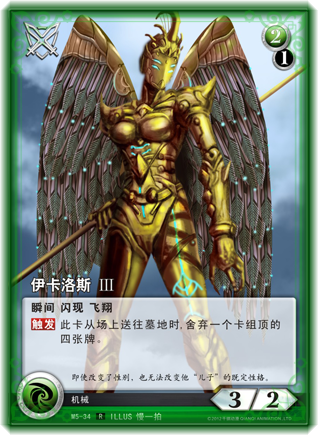 2
1
伊卡洛斯 Ⅲ
瞬间 闪现 飞翔
触发 此卡从场上送往墓地时,舍弃一个卡组顶的
四张牌。
即使改变了性别,也无法改变他“儿子”的既定性格。
机械
3/2
M5-34 R ILLUS 慢一拍